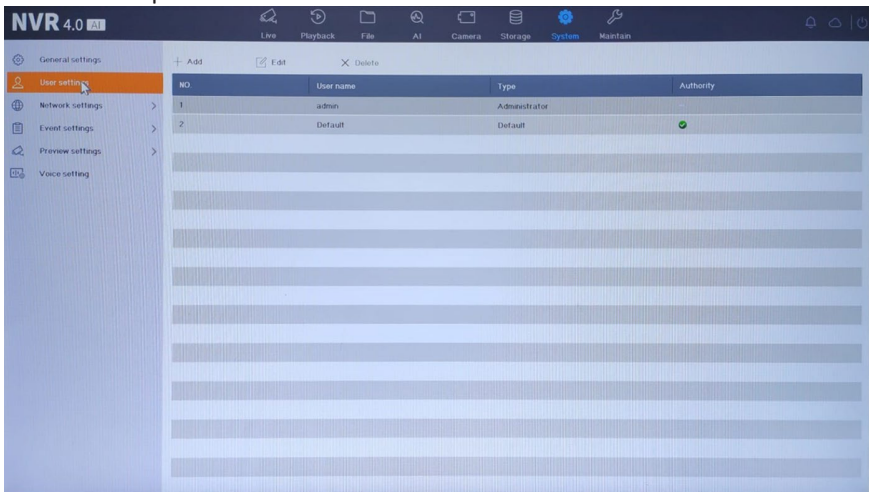 NVR 4.0 AI
Live Playback File AI Camera Storage System Maintain
General settings
User settings
Network settings
Event settings
Preview settings
Voice setting
Add Edit Delete
NO. User name Type Authority
1 admin Administrator -
2 Default Default